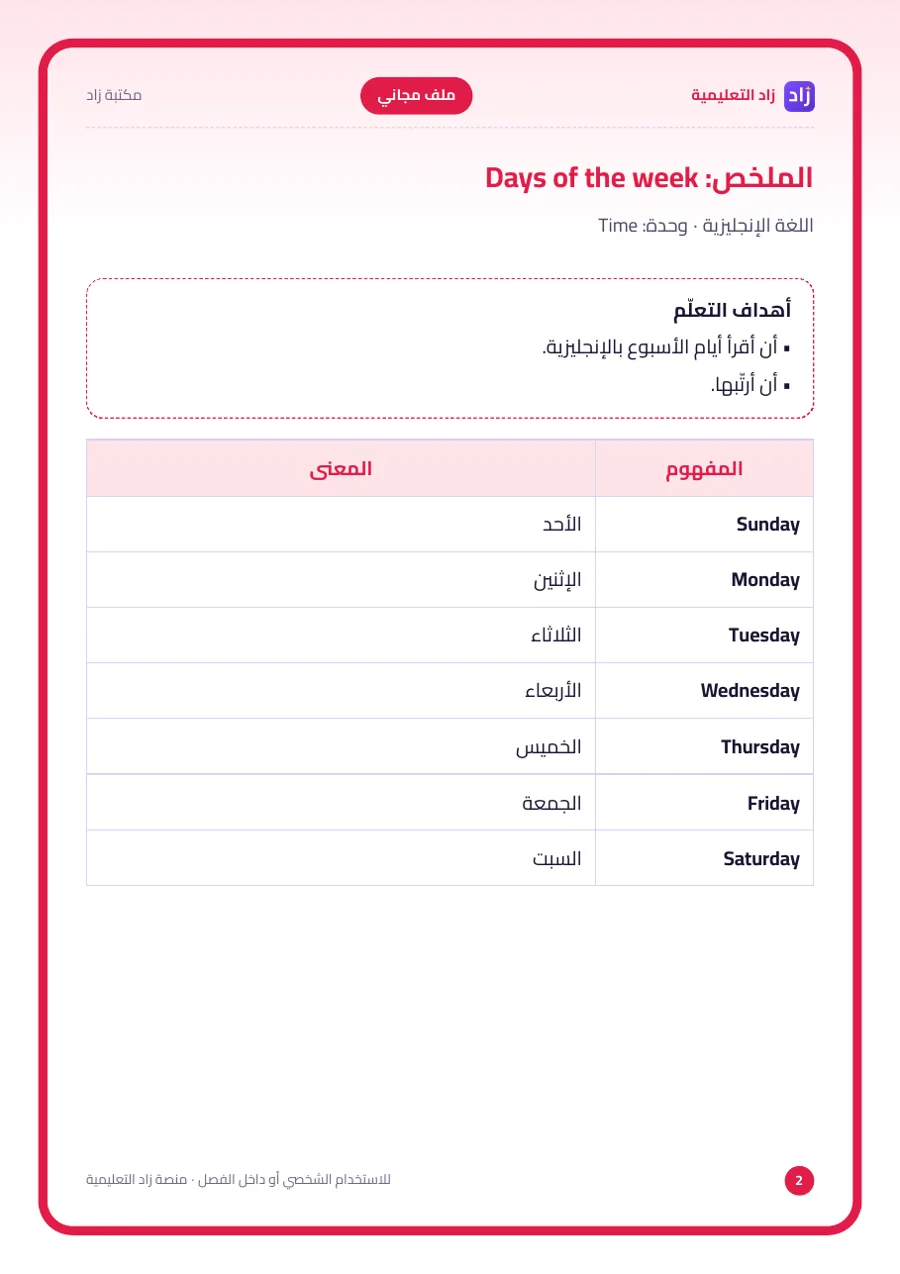 زاد زاد التعليمية ملف مجاني مكتبة زاد
الملخص: Days of the week
اللغة الإنجليزية · وحدة: Time
أهداف التعلّم
▪ أن أقرأ أيام الأسبوع بالإنجليزية.
▪ أن أرتّبها.
المفهوم المعنى
Sunday الأحد
Monday الإثنين
Tuesday الثلاثاء
Wednesday الأربعاء
Thursday الخميس
Friday الجمعة
Saturday السبت
2 للاستخدام الشخصي أو داخل الفصل · منصة زاد التعليمية